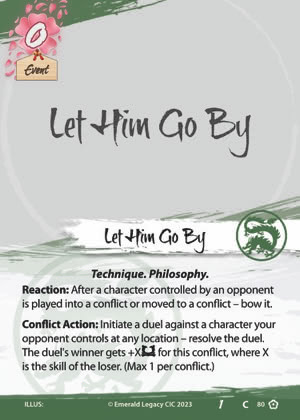 0
Event
Let Him Go By
Let Him Go By
Technique. Philosophy.
Reaction: After a character controlled by an opponent
is played into a conflict or moved to a conflict – bow it.
Conflict Action: Initiate a duel against a character your
opponent controls at any location – resolve the duel.
The duel's winner gets +X for this conflict, where X
is the skill of the loser. (Max 1 per conflict.)
ILLUS: © Emerald Legacy CIC 2023 1 C 80